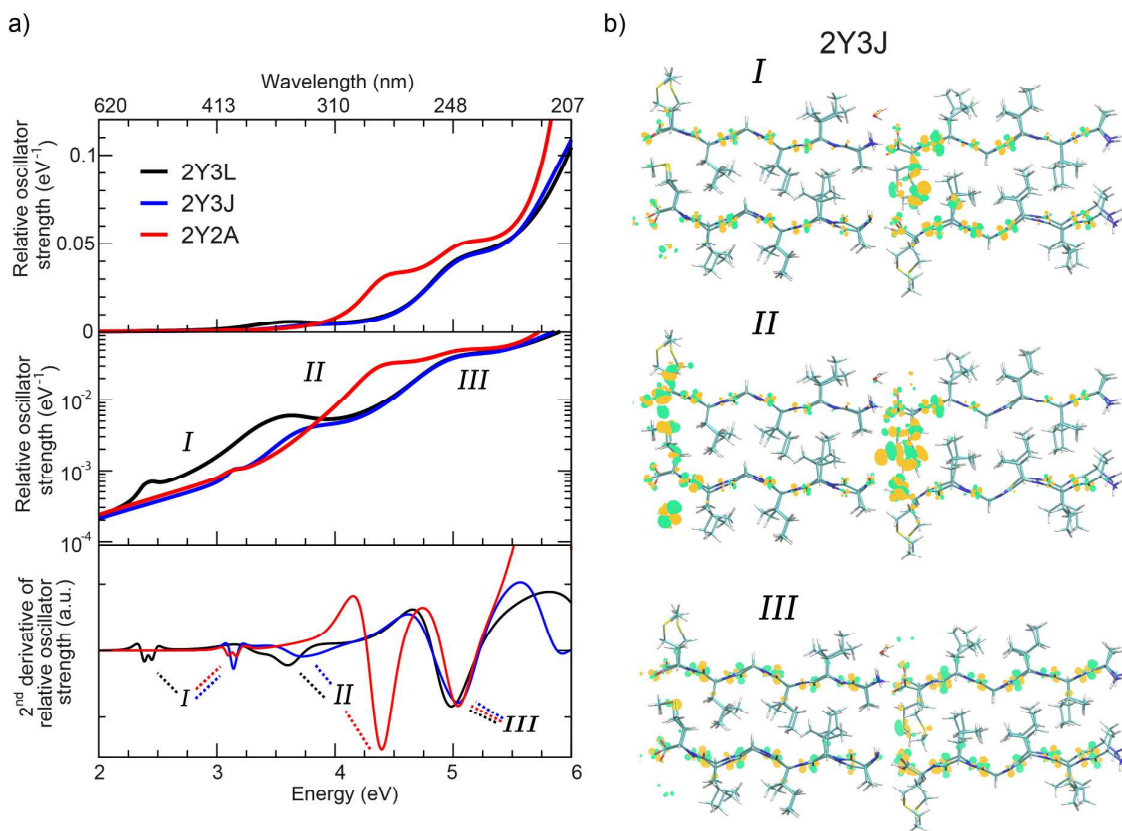 a)
Wavelength (nm)
620 413 310 248 207
Relative oscillator
strength (eV⁻¹)
0.1
0.05
0
2Y3L
2Y3J
2Y2A
Relative oscillator
strength (eV⁻¹)
10⁻²
10⁻³
10⁻⁴
I
II
III
2ⁿᵈ derivative of
relative oscillator
strength (a.u.)
I
II
III
2 3 4 5 6
Energy (eV)
b)
2Y3J
I
II
III